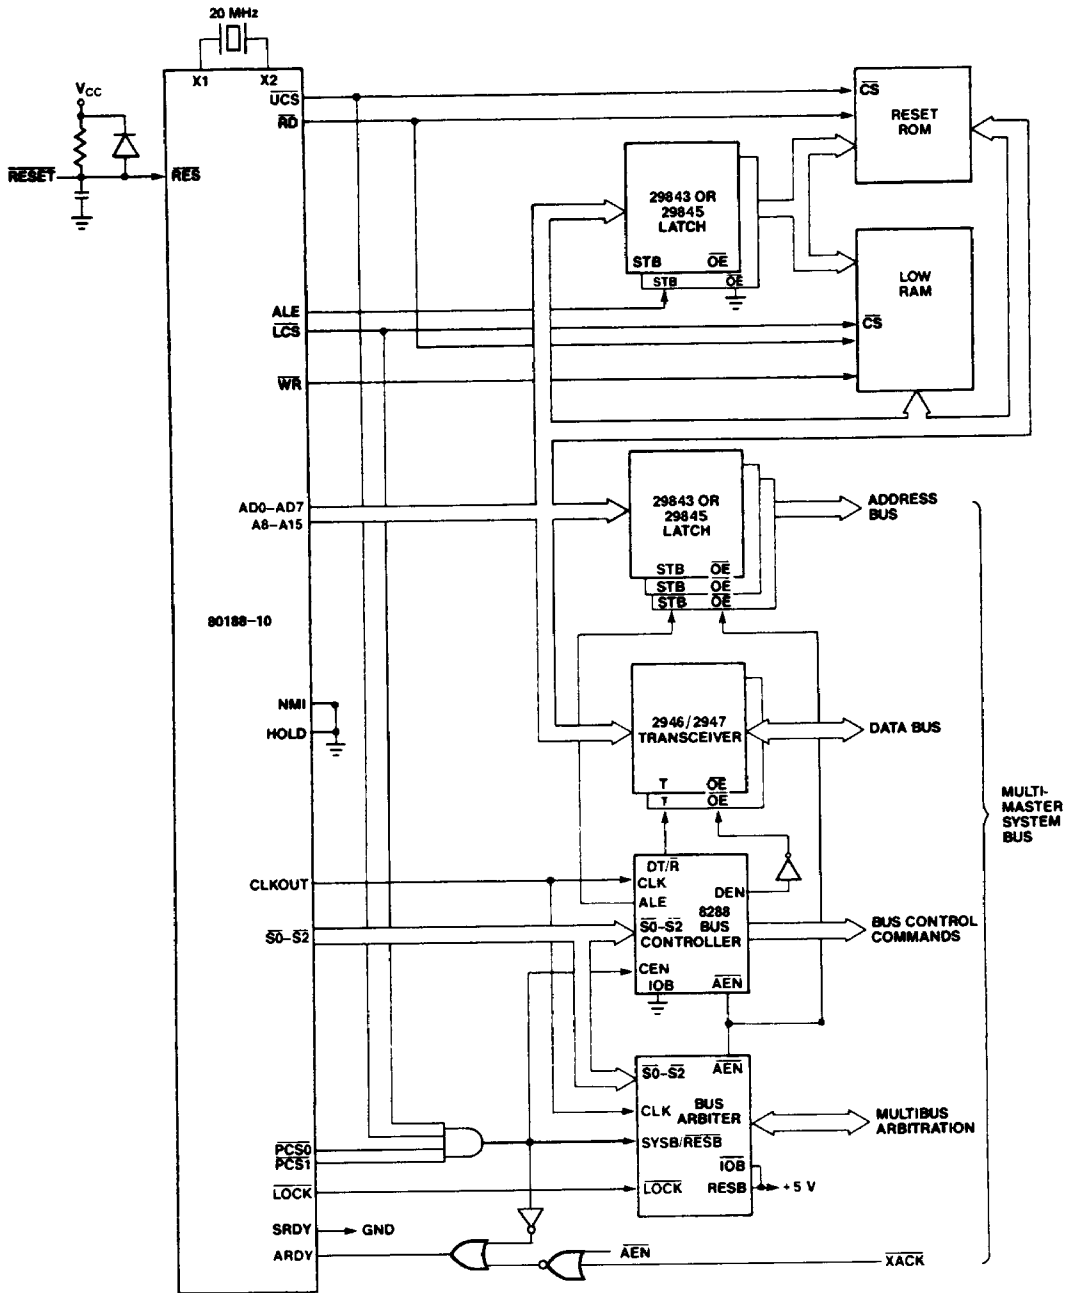 20 MHz
X1
X2
VCC
UCS
RD
RESET
RES
CS
RESET
ROM
29843 OR
29845
LATCH
STB
OE
STB
OE
LOW
RAM
CS
ALE
LCS
WR
29843 OR
29845
LATCH
STB
OE
STB
OE
STB
OE
ADDRESS
BUS
AD0–AD7
A8–A15
80188-10
NMI
HOLD
2946/2947
TRANSCEIVER
T
OE
T
OE
DATA BUS
MULTI-
MASTER
SYSTEM
BUS
CLKOUT
S0–S2
DT/R
CLK
ALE
DEN
S0–S2
8288
BUS
CONTROLLER
CEN
IOB
AEN
BUS CONTROL
COMMANDS
S0–S2
AEN
CLK
BUS
ARBITER
SYSB/RESB
IOB
RESB
+5 V
LOCK
MULTIBUS
ARBITRATION
PCS0
PCS1
LOCK
SRDY
GND
ARDY
AEN
XACK